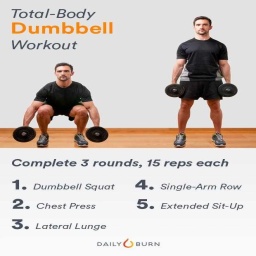 Total-Body
Dumbbell
Workout
Complete 3 rounds, 15 reps each
1. Dumbbell Squat
2. Chest Press
3. Lateral Lunge
4. Single-Arm Row
5. Extended Sit-Up
DAILY BURN